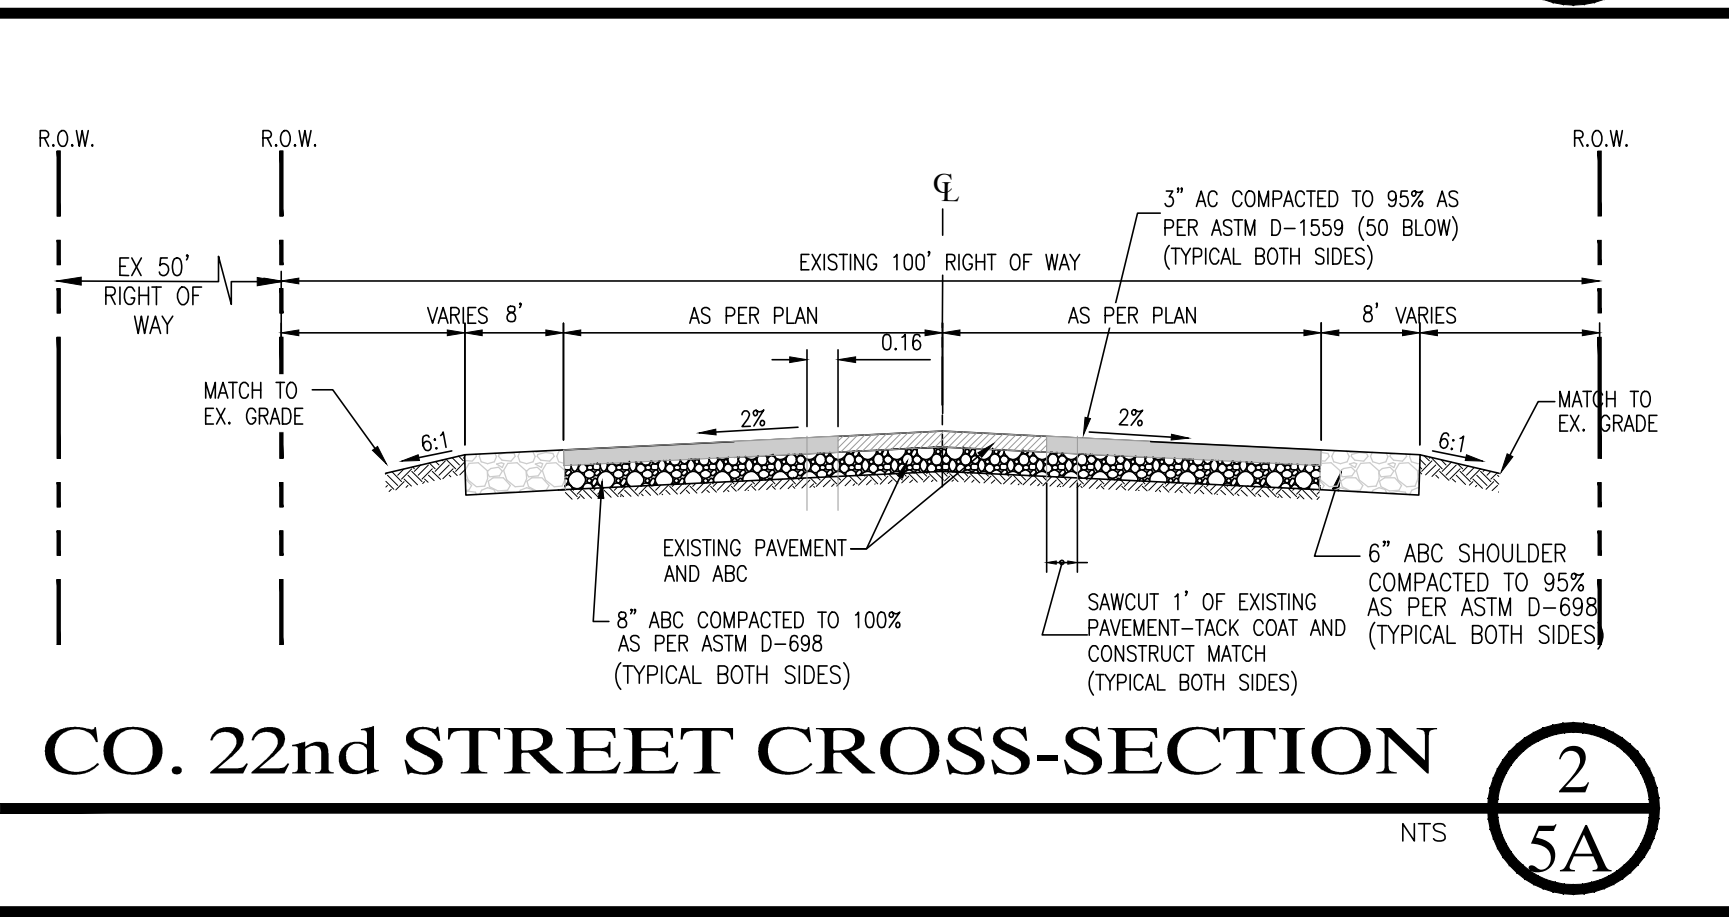 R.O.W.
R.O.W.
R.O.W.
℄
3" AC COMPACTED TO 95% AS
PER ASTM D-1559 (50 BLOW)
(TYPICAL BOTH SIDES)
EX 50'
RIGHT OF
WAY
EXISTING 100' RIGHT OF WAY
VARIES 8'
AS PER PLAN
AS PER PLAN
8' VARIES
0.16
MATCH TO
EX. GRADE
MATCH TO
EX. GRADE
6:1
2%
2%
6:1
EXISTING PAVEMENT
AND ABC
8" ABC COMPACTED TO 100%
AS PER ASTM D-698
(TYPICAL BOTH SIDES)
SAWCUT 1' OF EXISTING
PAVEMENT-TACK COAT AND
CONSTRUCT MATCH
(TYPICAL BOTH SIDES)
6" ABC SHOULDER
COMPACTED TO 95%
AS PER ASTM D-698
(TYPICAL BOTH SIDES)
CO. 22nd STREET CROSS-SECTION
2
5A
NTS